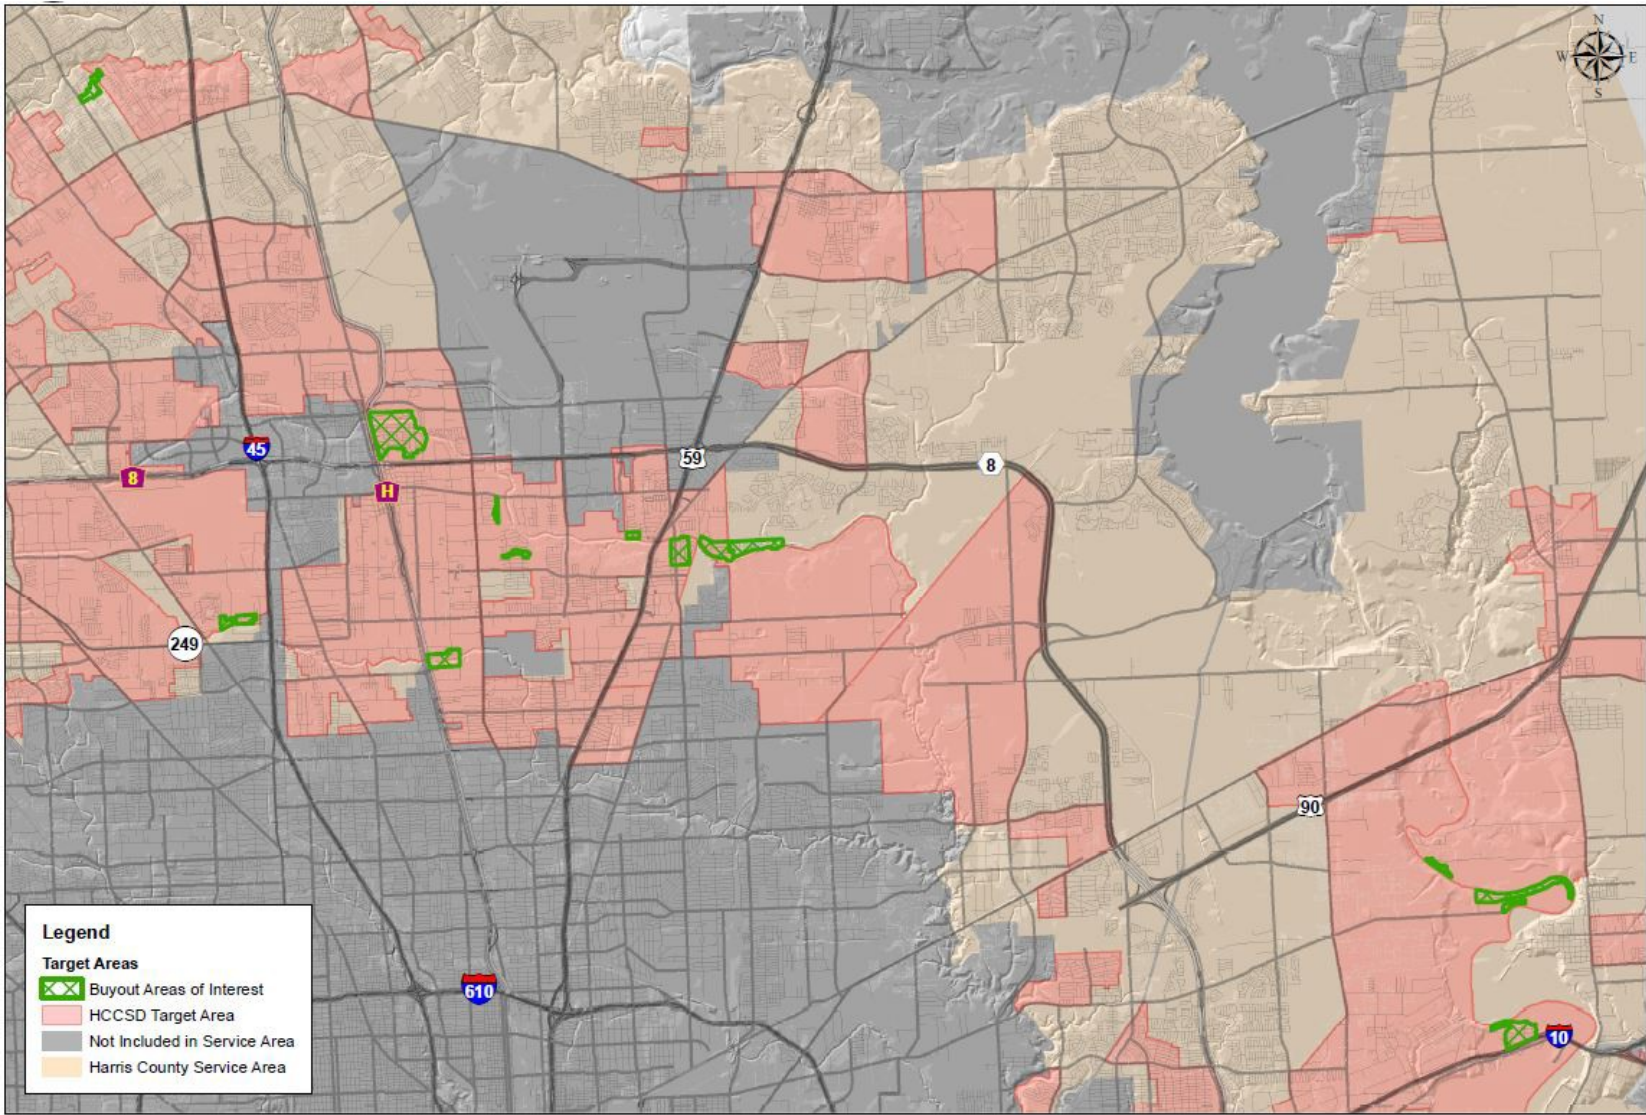 N
W E
S
45
59
8
8
H
249
90
Legend
Target Areas
Buyout Areas of Interest
610
HCCSD Target Area
Not Included in Service Area
10
Harris County Service Area